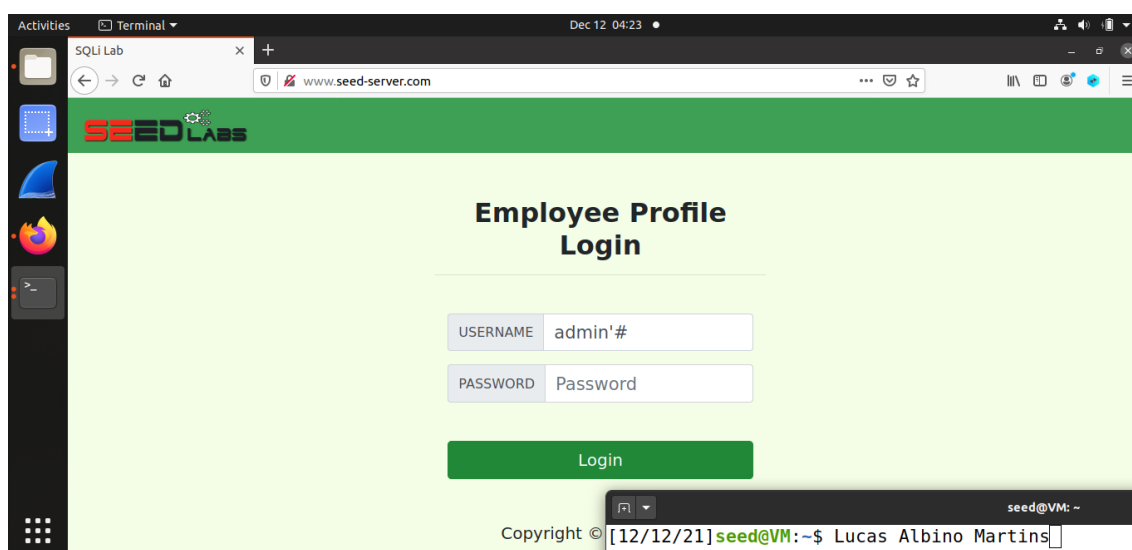 Activities Terminal Dec 12 04:23
SQLi Lab
www.seed-server.com
SEED LABS
Employee Profile
Login
USERNAME admin'#
PASSWORD Password
Login
seed@VM: ~
Copyright ©
[12/12/21]seed@VM:~$ Lucas Albino Martins